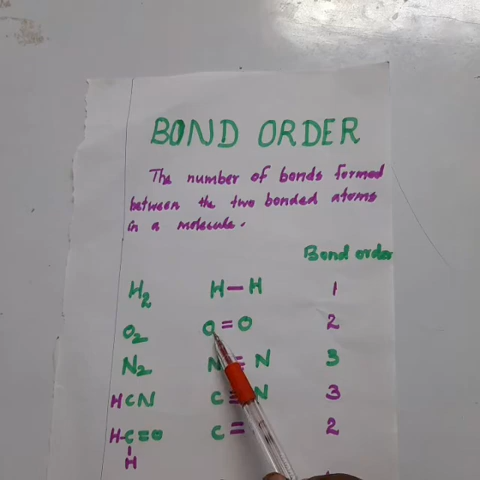 BOND ORDER
The number of bonds formed
between the two bonded atoms
in a molecule.
Bond order
H₂ H–H 1
O₂ O=O 2
N₂ N≡N 3
HCN C≡N 3
H-C=O C= 2
H